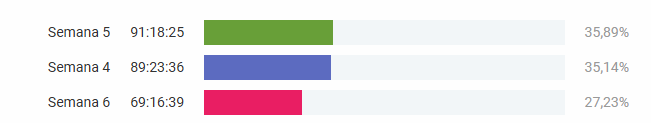 Semana 5 91:18:25 35,89%
Semana 4 89:23:36 35,14%
Semana 6 69:16:39 27,23%